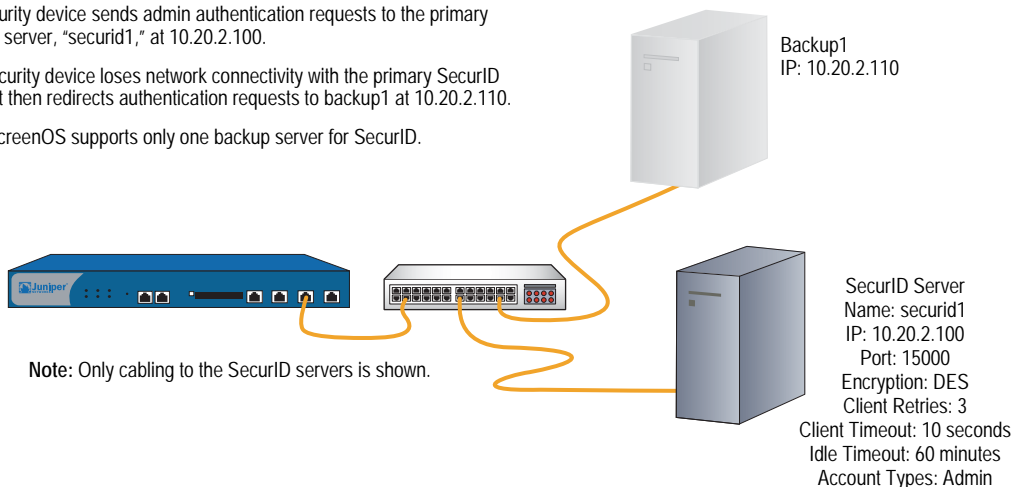 urity device sends admin authentication requests to the primary
server, “securid1,” at 10.20.2.100.
ecurity device loses network connectivity with the primary SecurID
t then redirects authentication requests to backup1 at 10.20.2.110.
creenOS supports only one backup server for SecurID.
Backup1
IP: 10.20.2.110
Juniper
NETWORKS
SecurID Server
Name: securid1
IP: 10.20.2.100
Port: 15000
Encryption: DES
Client Retries: 3
Client Timeout: 10 seconds
Idle Timeout: 60 minutes
Account Types: Admin
Note: Only cabling to the SecurID servers is shown.